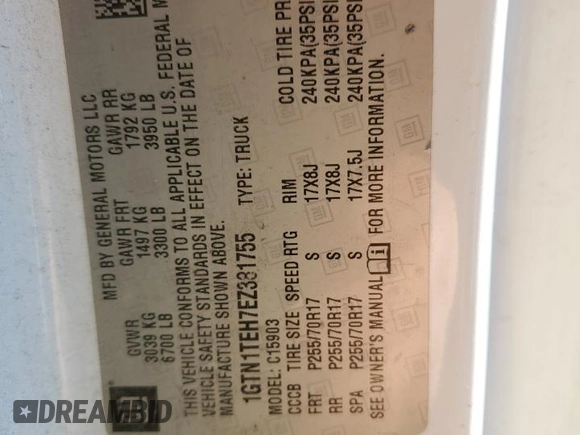 MFD BY GENERAL MOTORS LLC
GVWR GAWR FRT GAWR RR
3039 KG 1497 KG 1792 KG
6700 LB 3300 LB 3950 LB
THIS VEHICLE CONFORMS TO ALL APPLICABLE U.S. FEDERAL M
VEHICLE SAFETY STANDARDS IN EFFECT ON THE DATE OF
MANUFACTURE SHOWN ABOVE.
1GTN1TEH7EZ381755 TYPE: TRUCK
MODEL: C15903
CCCB TIRE SIZE SPEED RTG RIM COLD TIRE PR
FRT P255/70R17 S 17X8J 240KPA(35PSI
RR P255/70R17 S 17X8J 240KPA(35PSI
SPA P255/70R17 S 17X7.5J 240KPA(35PSI
SEE OWNER'S MANUAL FOR MORE INFORMATION.
DREAMBID